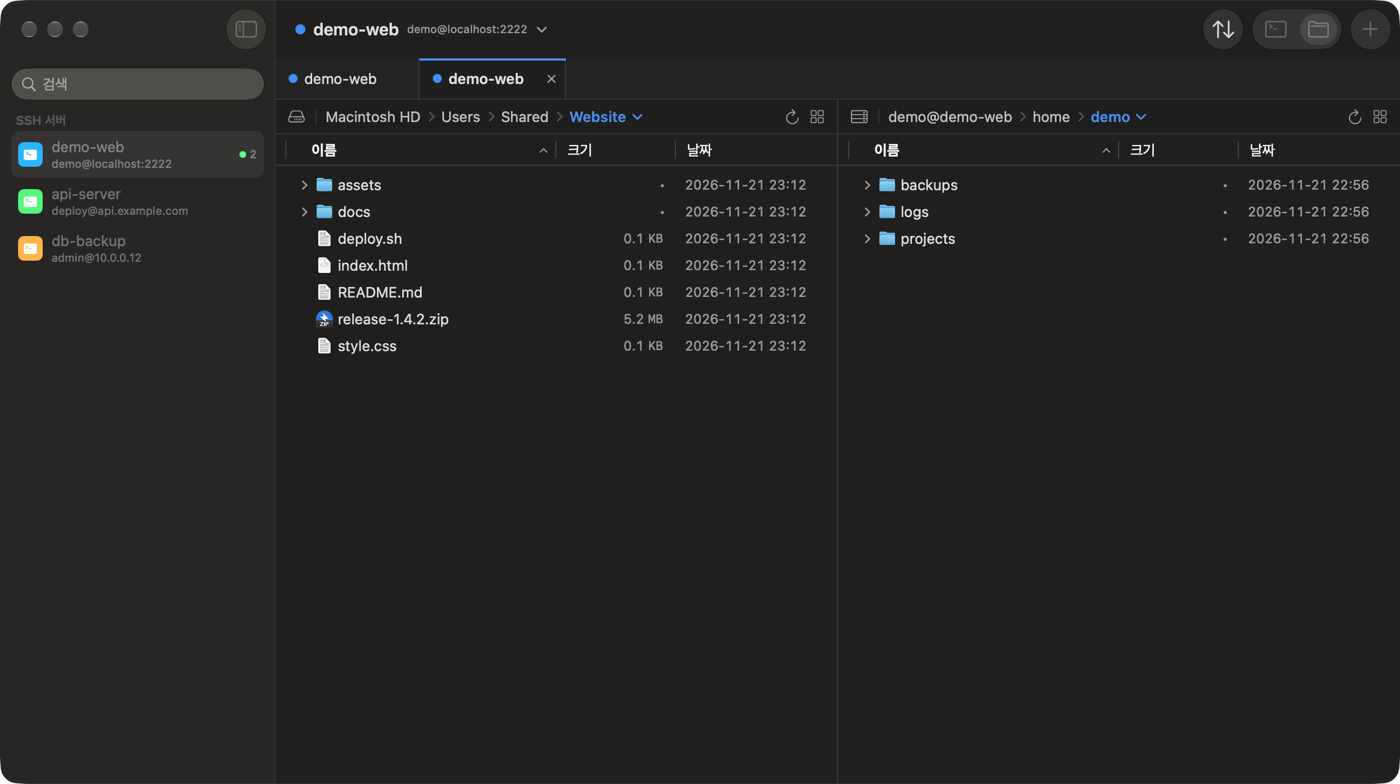 demo-web demo@localhost:2222
검색
SSH 서버
demo-web
demo@localhost:2222
2
api-server
deploy@api.example.com
db-backup
admin@10.0.0.12
demo-web
demo-web
Macintosh HD Users Shared Website
이름 크기 날짜
assets 2026-11-21 23:12
docs 2026-11-21 23:12
deploy.sh 0.1 KB 2026-11-21 23:12
index.html 0.1 KB 2026-11-21 23:12
README.md 0.1 KB 2026-11-21 23:12
ZIP release-1.4.2.zip 5.2 MB 2026-11-21 23:12
style.css 0.1 KB 2026-11-21 23:12
demo@demo-web home demo
이름 크기 날짜
backups 2026-11-21 22:56
logs 2026-11-21 22:56
projects 2026-11-21 22:56